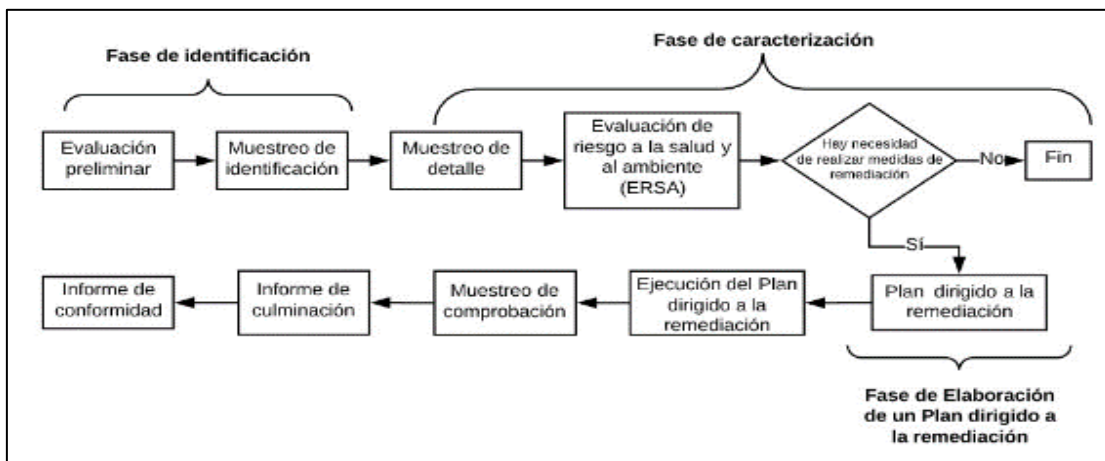 Fase de identificación
Fase de caracterización
Evaluación
preliminar
Muestreo de
identificación
Muestreo de
detalle
Evaluación de
riesgo a la salud y
al ambiente
(ERSA)
Hay necesidad
de realizar medidas de
remediación
No
Fin
Sí
Plan dirigido a la
remediación
Ejecución del Plan
dirigido a la
remediación
Muestreo de
comprobación
Informe de
culminación
Informe de
conformidad
Fase de Elaboración
de un Plan dirigido a
la remediación